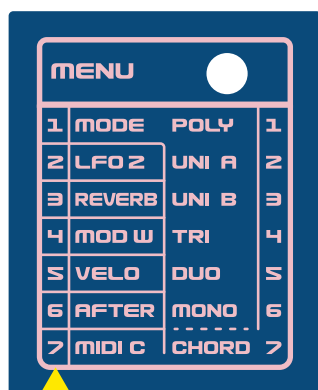 MENU
1 MODE POLY 1
2 LFO 2 UNI A 2
3 REVERB UNI B 3
4 MOD W TRI 4
5 VELO DUO 5
6 AFTER MONO 6
7 MIDI C CHORD 7